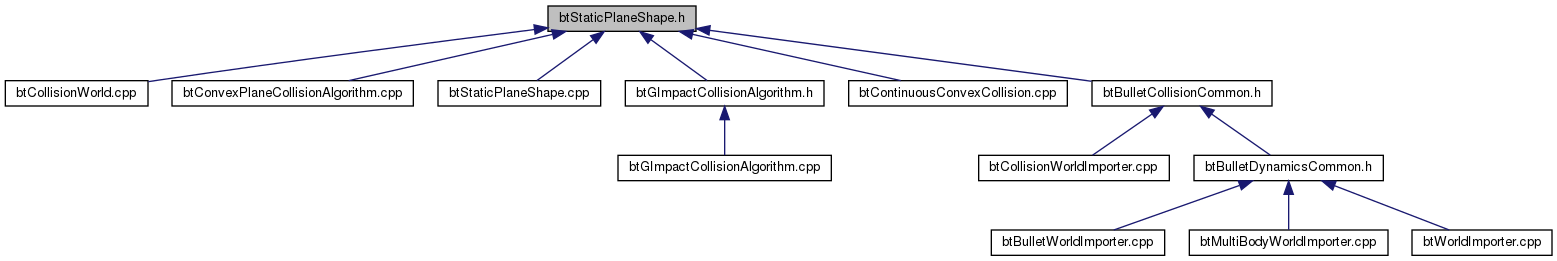 btStaticPlaneShape.h
btCollisionWorld.cpp
btConvexPlaneCollisionAlgorithm.cpp
btStaticPlaneShape.cpp
btGImpactCollisionAlgorithm.h
btContinuousConvexCollision.cpp
btBulletCollisionCommon.h
btGImpactCollisionAlgorithm.cpp
btCollisionWorldImporter.cpp
btBulletDynamicsCommon.h
btBulletWorldImporter.cpp
btMultiBodyWorldImporter.cpp
btWorldImporter.cpp